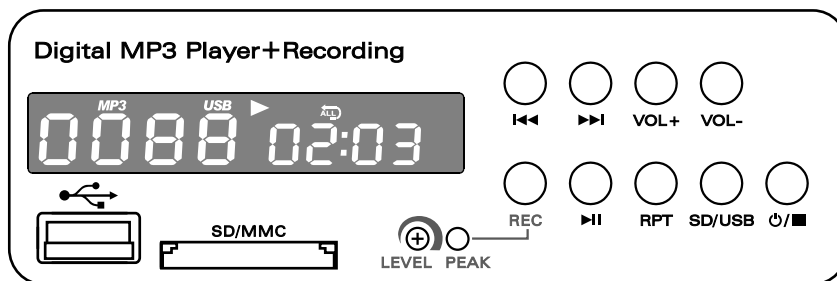 Digital MP3 Player+Recording
MP3 USB ALL
0088 02:03
VOL+ VOL-
SD/MMC
REC RPT SD/USB
LEVEL PEAK